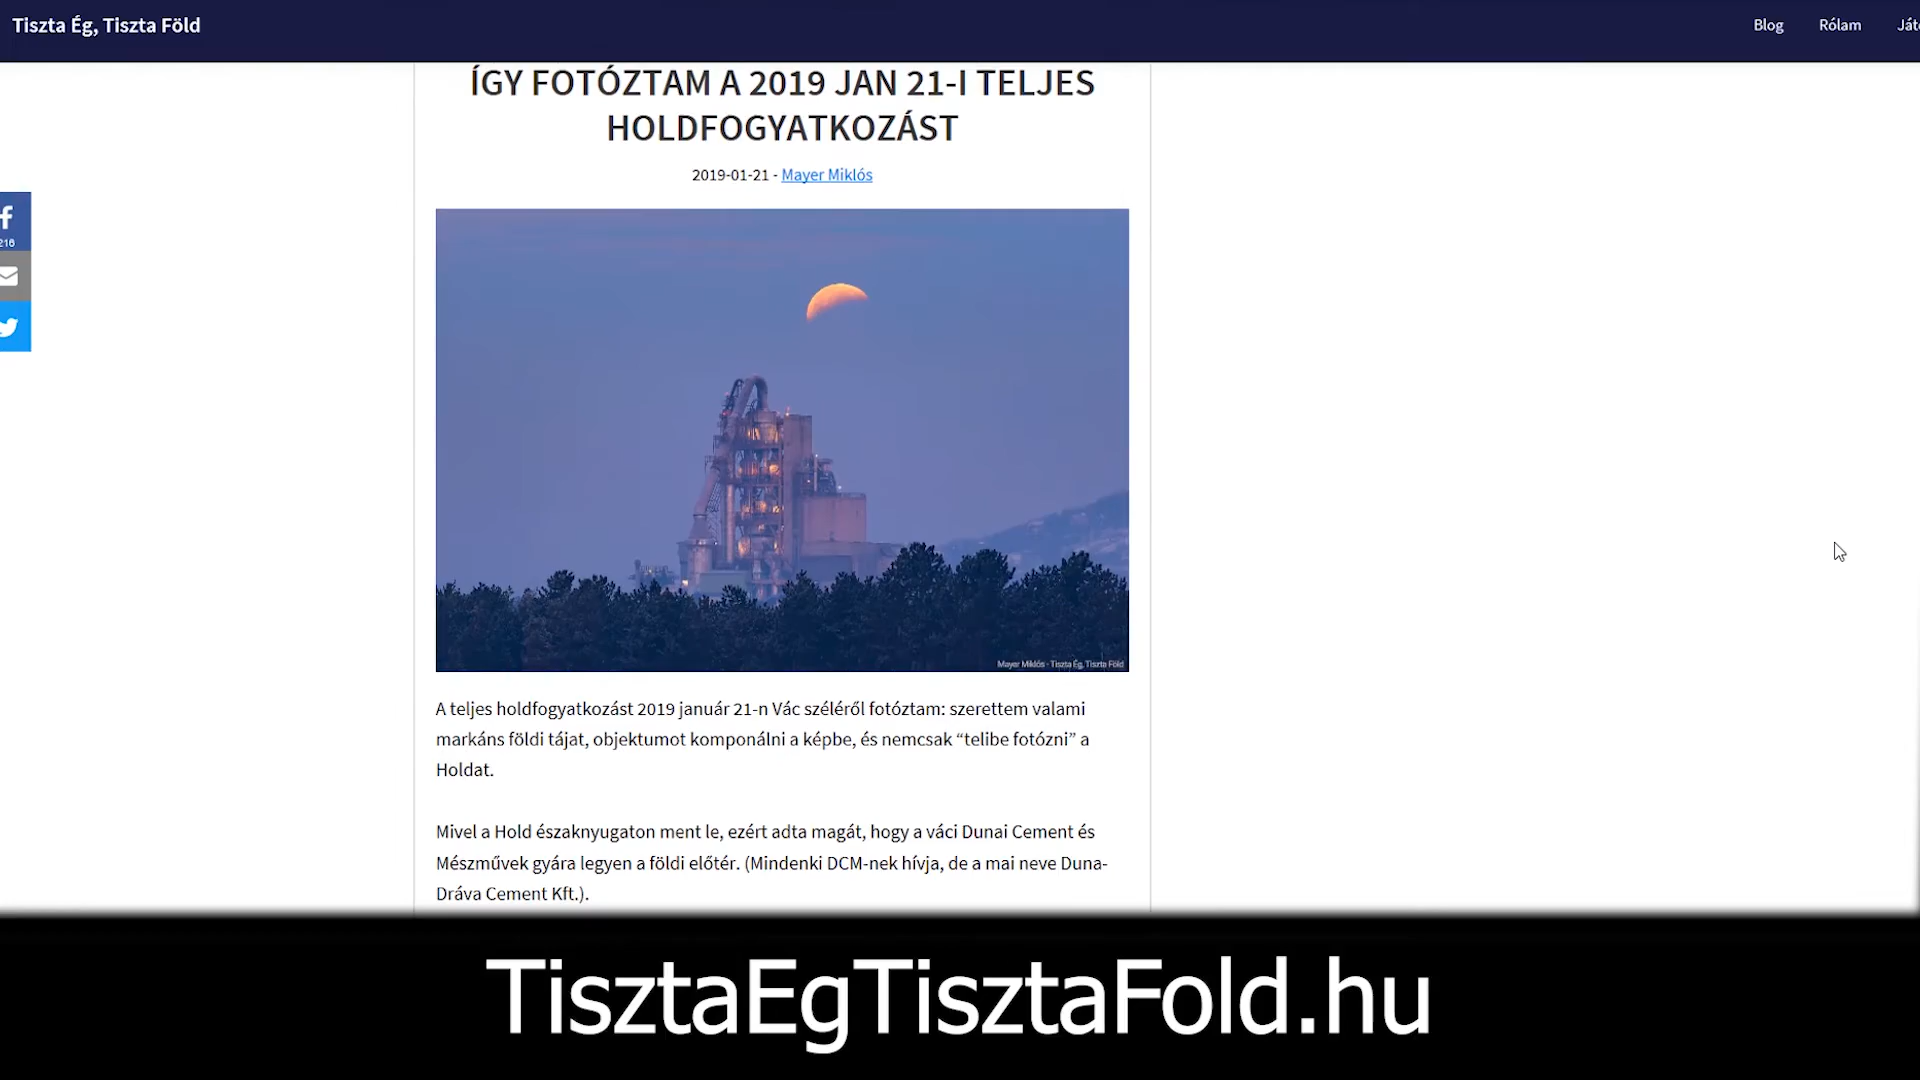 Tiszta Ég, Tiszta Föld
Blog Rólam Ját
ÍGY FOTÓZTAM A 2019 JAN 21-I TELJES
HOLDFOGYATKOZÁST
2019-01-21 - Mayer Miklós
216
Mayer Miklós - Tiszta Ég, Tiszta Föld
A teljes holdfogyatkozást 2019 január 21-n Vác széléről fotóztam: szerettem valami
markáns földi tájat, objektumot komponálni a képbe, és nemcsak “telibe fotózni” a
Holdat.
Mivel a Hold északnyugaton ment le, ezért adta magát, hogy a váci Dunai Cement és
Mészművek gyára legyen a földi előtér. (Mindenki DCM-nek hívja, de a mai neve Duna-
Dráva Cement Kft.).
TisztaEgTisztaFold.hu